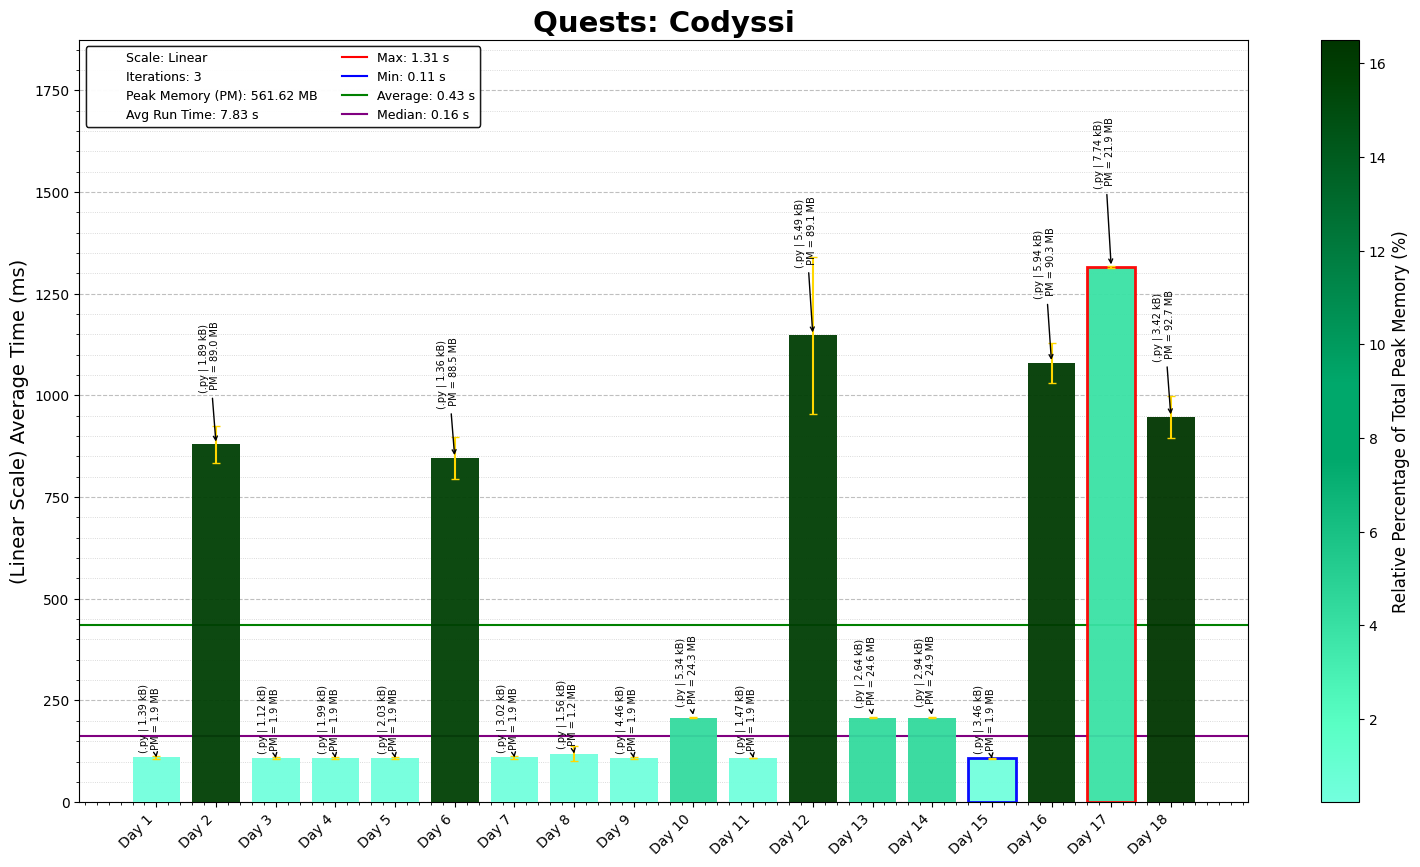 Quests: Codyssi
Scale: Linear
Iterations: 3
Peak Memory (PM): 561.62 MB
Avg Run Time: 7.83 s
Max: 1.31 s
Min: 0.11 s
Average: 0.43 s
Median: 0.16 s
(Linear Scale) Average Time (ms)
1750
1500
1250
1000
750
500
250
0
(.py | 1.39 kB)
PM = 1.9 MB
(.py | 1.89 kB)
PM = 89.0 MB
(.py | 1.12 kB)
PM = 1.9 MB
(.py | 1.99 kB)
PM = 1.9 MB
(.py | 2.03 kB)
PM = 1.9 MB
(.py | 1.36 kB)
PM = 88.5 MB
(.py | 3.02 kB)
PM = 1.9 MB
(.py | 1.56 kB)
PM = 1.2 MB
(.py | 4.46 kB)
PM = 1.9 MB
(.py | 5.34 kB)
PM = 24.3 MB
(.py | 1.47 kB)
PM = 1.9 MB
(.py | 5.49 kB)
PM = 89.1 MB
(.py | 2.64 kB)
PM = 24.6 MB
(.py | 2.94 kB)
PM = 24.9 MB
(.py | 3.46 kB)
PM = 1.9 MB
(.py | 5.94 kB)
PM = 90.3 MB
(.py | 7.74 kB)
PM = 21.9 MB
(.py | 3.42 kB)
PM = 92.7 MB
Day 1
Day 2
Day 3
Day 4
Day 5
Day 6
Day 7
Day 8
Day 9
Day 10
Day 11
Day 12
Day 13
Day 14
Day 15
Day 16
Day 17
Day 18
16
14
12
10
8
6
4
2
Relative Percentage of Total Peak Memory (%)